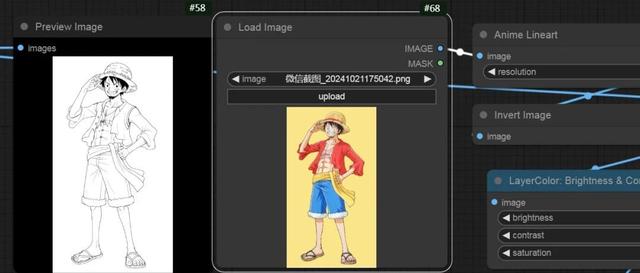 #58
Preview Image
images
#68
Load Image
IMAGE
MASK
image 微信截图_20241021175042.png
upload
Anime Lineart
image
resolution
Invert Image
image
LayerColor: Brightness & Co
image
brightness
contrast
saturation